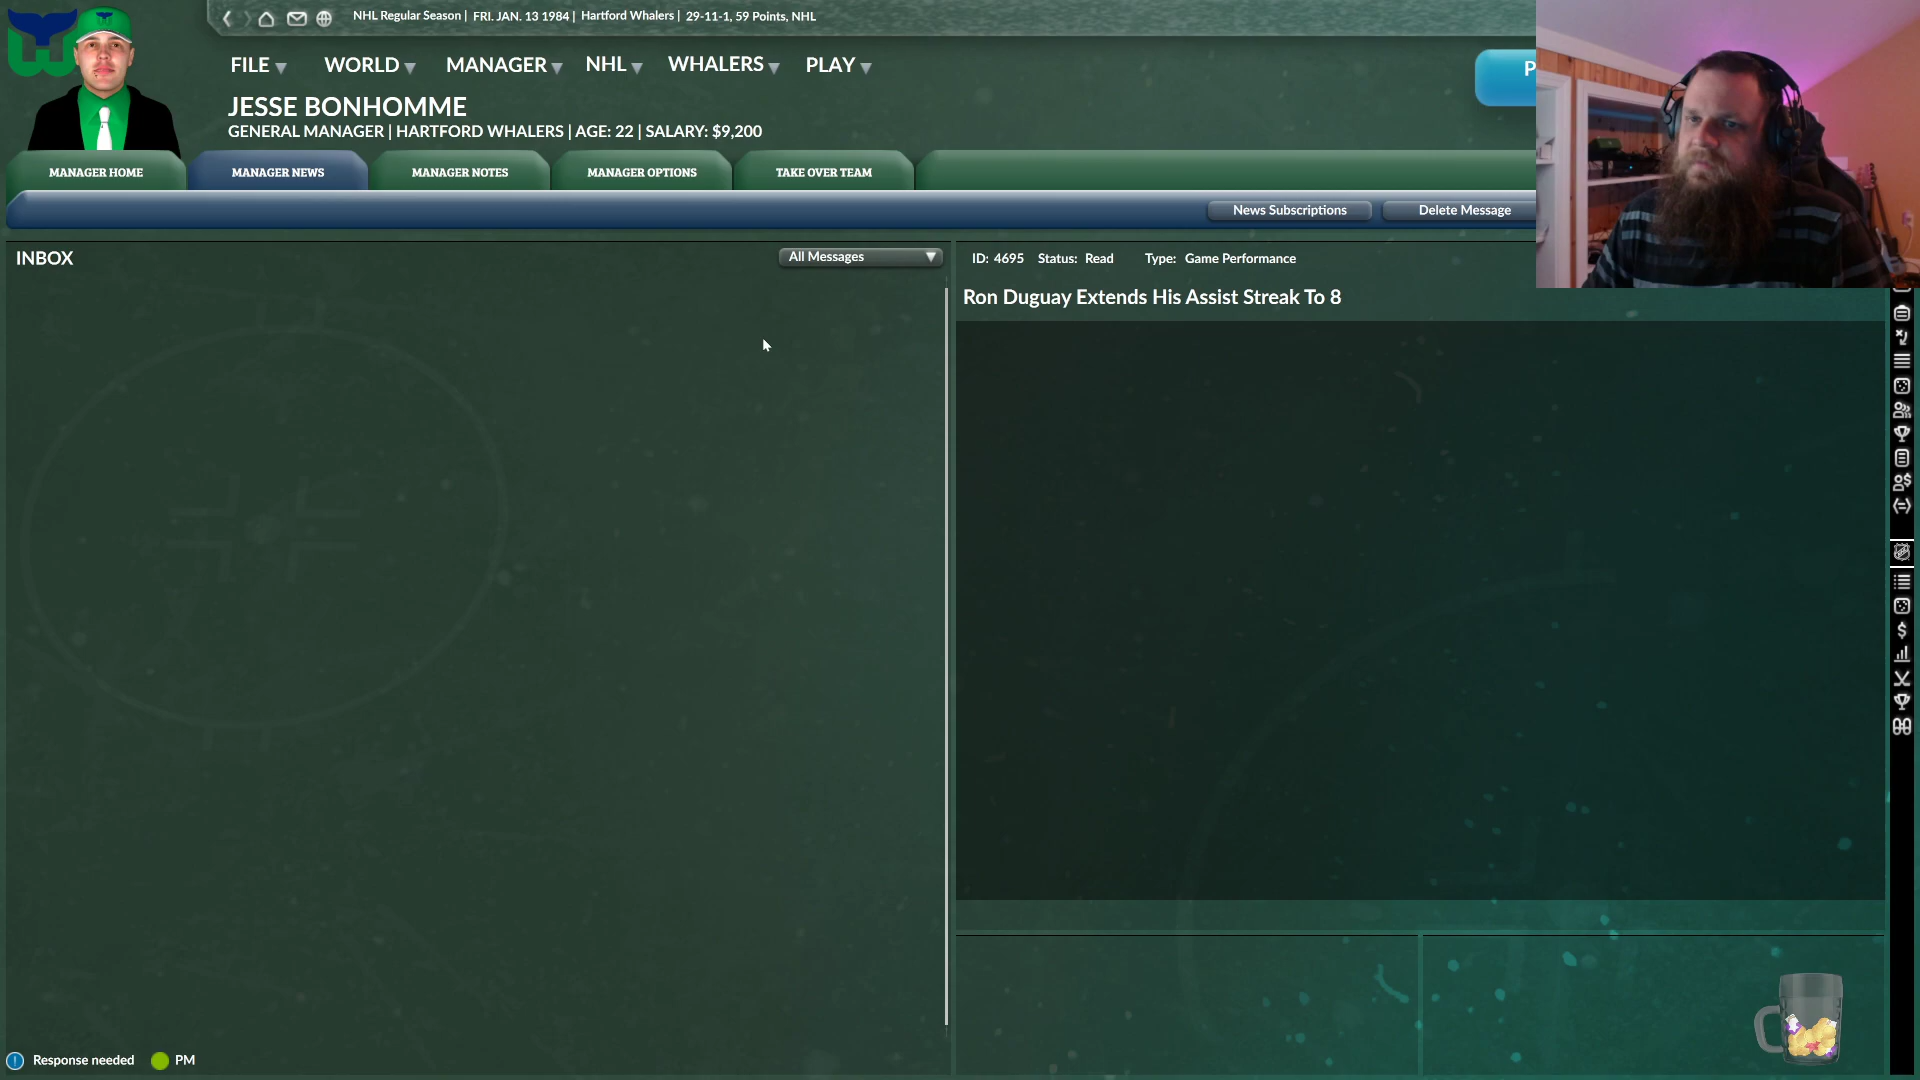 NHL Regular Season | FRI. JAN. 13 1984 | Hartford Whalers | 29-11-1, 59 Points, NHL
FILE WORLD MANAGER NHL WHALERS PLAY
P
JESSE BONHOMME
GENERAL MANAGER | HARTFORD WHALERS | AGE: 22 | SALARY: $9,200
MANAGER HOME MANAGER NEWS MANAGER NOTES MANAGER OPTIONS TAKE OVER TEAM
News Subscriptions Delete Message
INBOX All Messages
ID: 4695 Status: Read Type: Game Performance
Ron Duguay Extends His Assist Streak To 8
Response needed PM